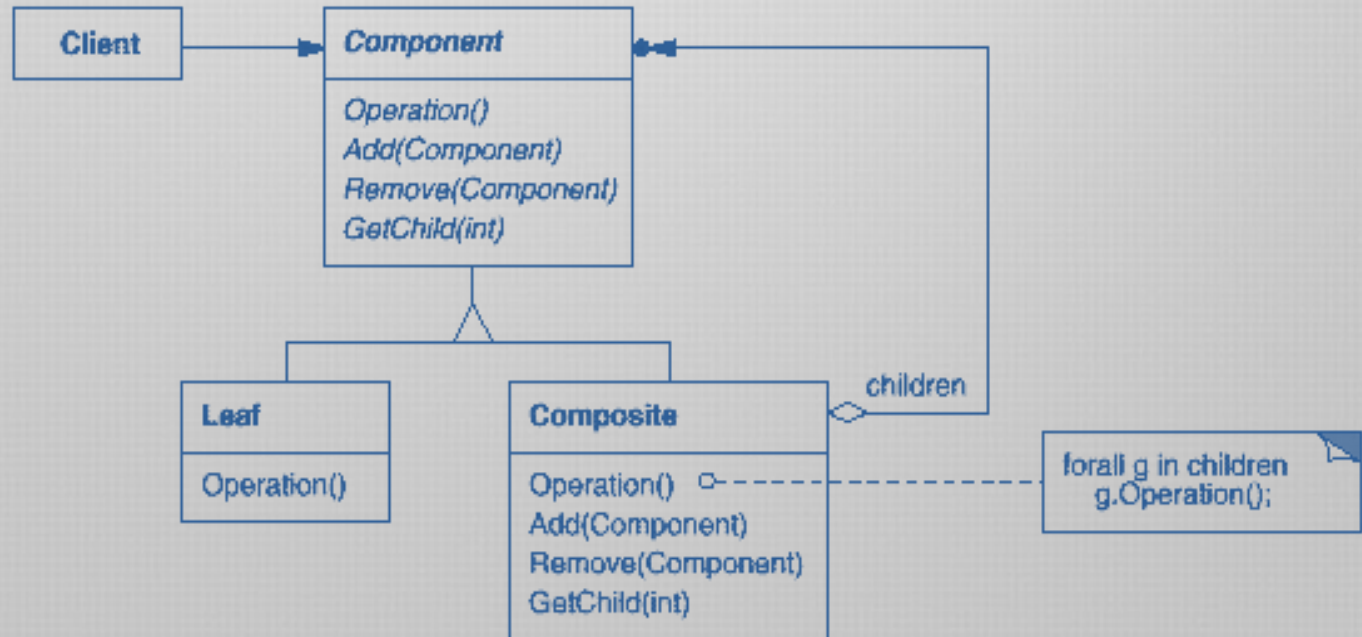 Client
Component
Operation()
Add(Component)
Remove(Component)
GetChild(int)
Leaf
Operation()
Composite
Operation()
Add(Component)
Remove(Component)
GetChild(int)
children
forall g in children
g.Operation();